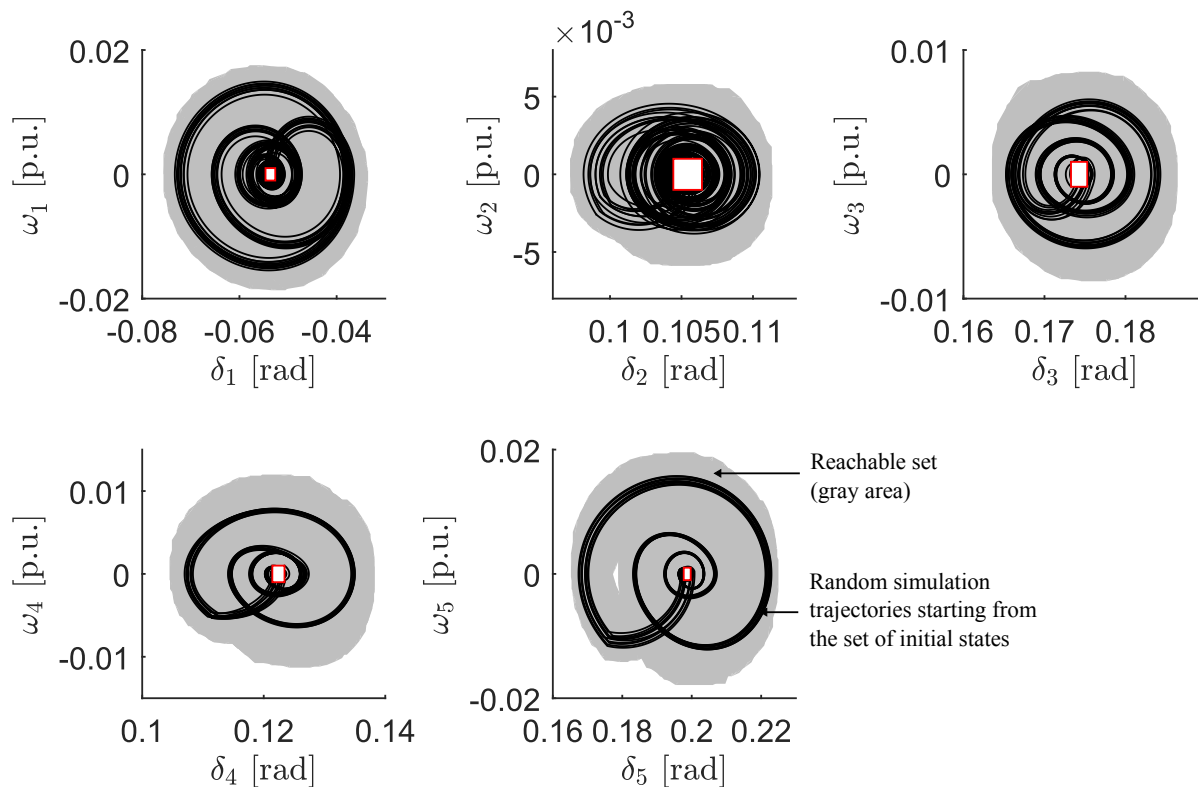 ×10⁻³
0.02
0
-0.02
ω₁ [p.u.]
-0.08 -0.06 -0.04
δ₁ [rad]
5
0
-5
ω₂ [p.u.]
0.1 0.105 0.11
δ₂ [rad]
0.01
0
-0.01
ω₃ [p.u.]
0.16 0.17 0.18
δ₃ [rad]
0.01
0
-0.01
ω₄ [p.u.]
0.1 0.12 0.14
δ₄ [rad]
0.02
0
-0.02
ω₅ [p.u.]
0.16 0.18 0.2 0.22
δ₅ [rad]
Reachable set
(gray area)
Random simulation
trajectories starting from
the set of initial states